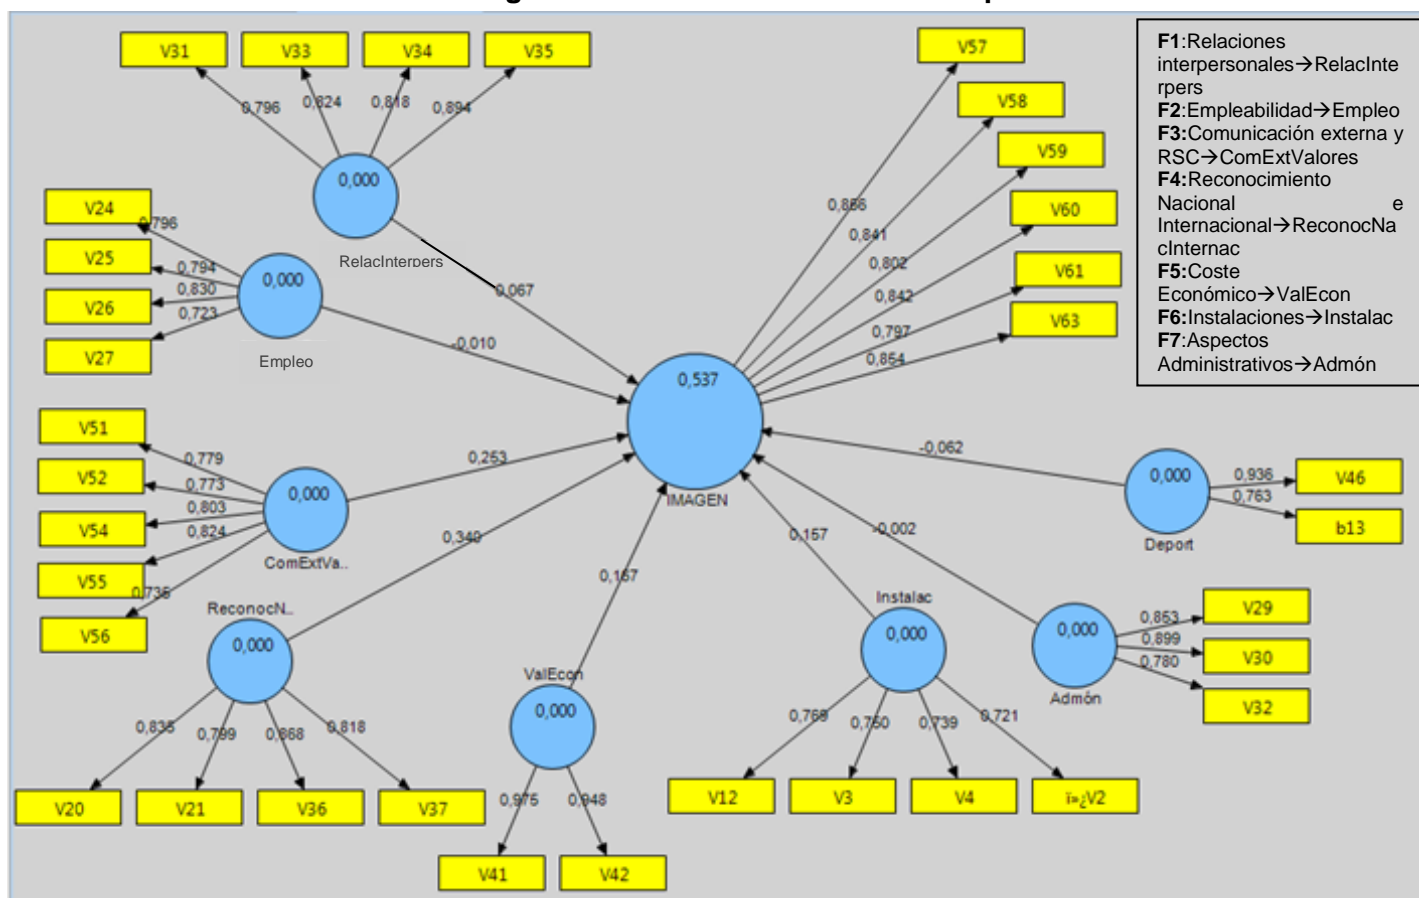 V31
V33
V34
V35
0,796
0,824
0,818
0,894
0,000
RelacInterpers
0,067
V24
V25
V26
V27
0,796
0,794
0,830
0,723
0,000
Empleo
-0,010
V51
V52
V54
V55
V56
0,779
0,773
0,803
0,824
0,736
0,000
ComExtVa..
0,253
ReconocN..
0,000
0,340
0,835
0,799
0,868
0,818
V20
V21
V36
V37
ValEcon
0,000
0,167
0,975
0,948
V41
V42
0,537
IMAGEN
V57
V58
V59
V60
V61
V63
0,866
0,841
0,802
0,842
0,797
0,854
Instalac
0,000
0,157
0,769
0,739
0,721
V12
V3
V4
ï»¿V2
0,000
Admón
-0,002
0,899
0,780
V29
V30
V32
0,000
Deport
-0,062
0,936
0,763
V46
b13
F1:Relaciones
interpersonales→RelacInte
rpers
F2:Empleabilidad→Empleo
F3:Comunicación externa y
RSC→ComExtValores
F4:Reconocimiento
Nacional e
Internacional→ReconocNa
cInternac
F5:Coste
Económico→ValEcon
F6:Instalaciones→Instalac
F7:Aspectos
Administrativos→Admón